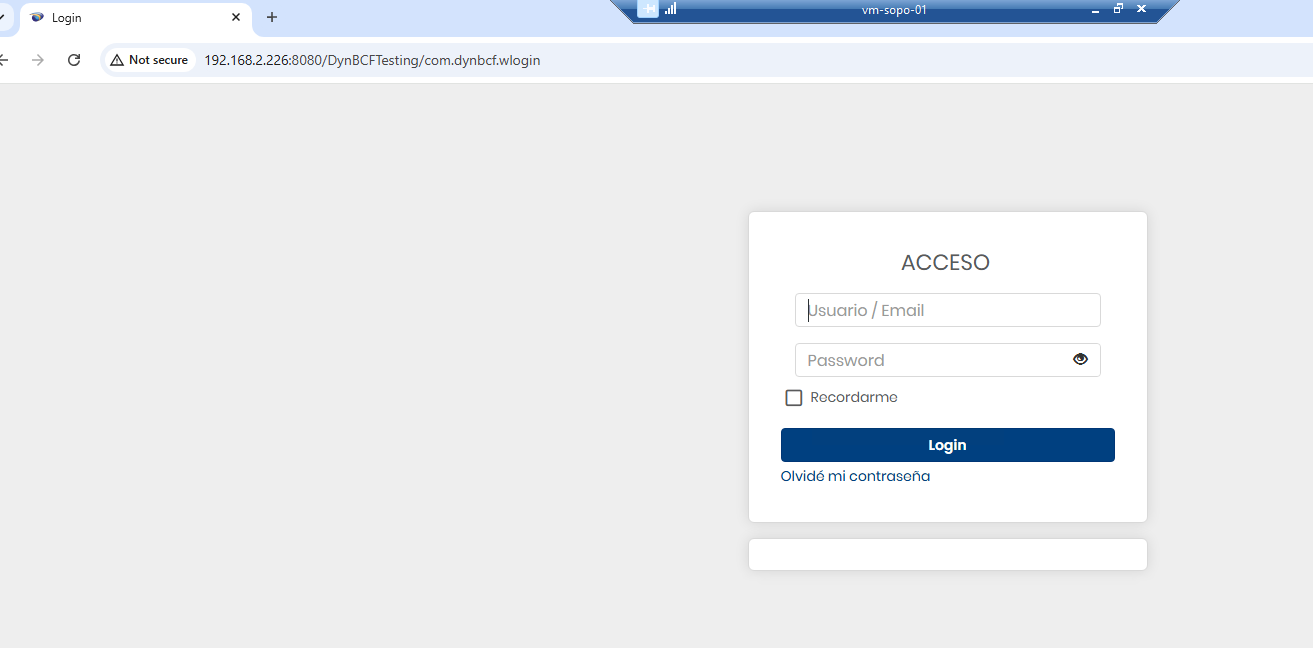 Login
vm-sopo-01
Not secure
192.168.2.226:8080/DynBCFTesting/com.dynbcf.wlogin
ACCESO
Usuario / Email
Password
Recordarme
Login
Olvidé mi contraseña